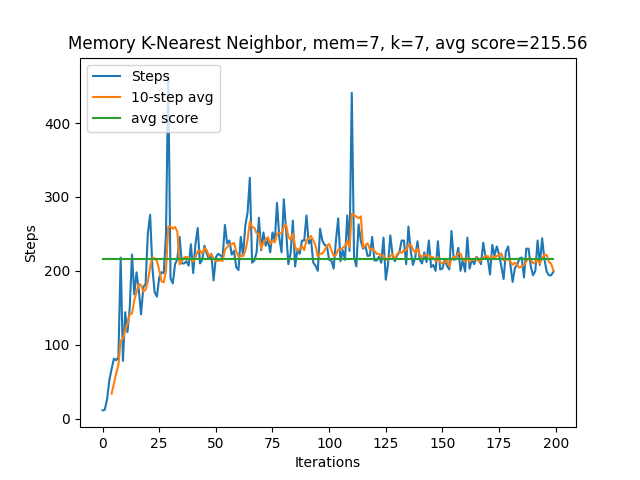 Memory K-Nearest Neighbor, mem=7, k=7, avg score=215.56
Steps
10-step avg
avg score
Steps
400
300
200
100
0
0 25 50 75 100 125 150 175 200
Iterations